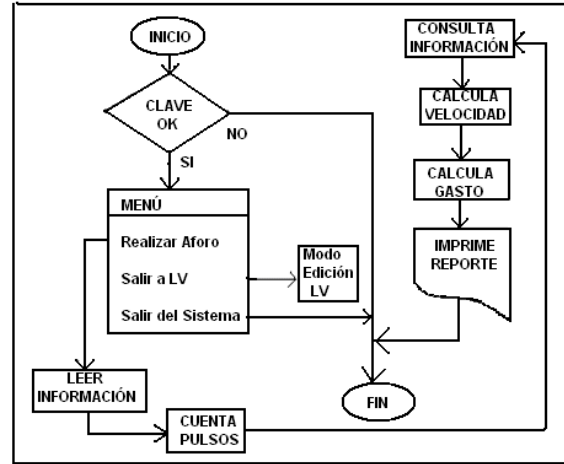 INICIO
CLAVE
OK
NO
SI
MENÚ
Realizar Aforo
Salir a LV
Salir del Sistema
Modo
Edición
LV
LEER
INFORMACIÓN
CUENTA
PULSOS
CONSULTA
INFORMACIÓN
CALCULA
VELOCIDAD
CALCULA
GASTO
IMPRIME
REPORTE
FIN